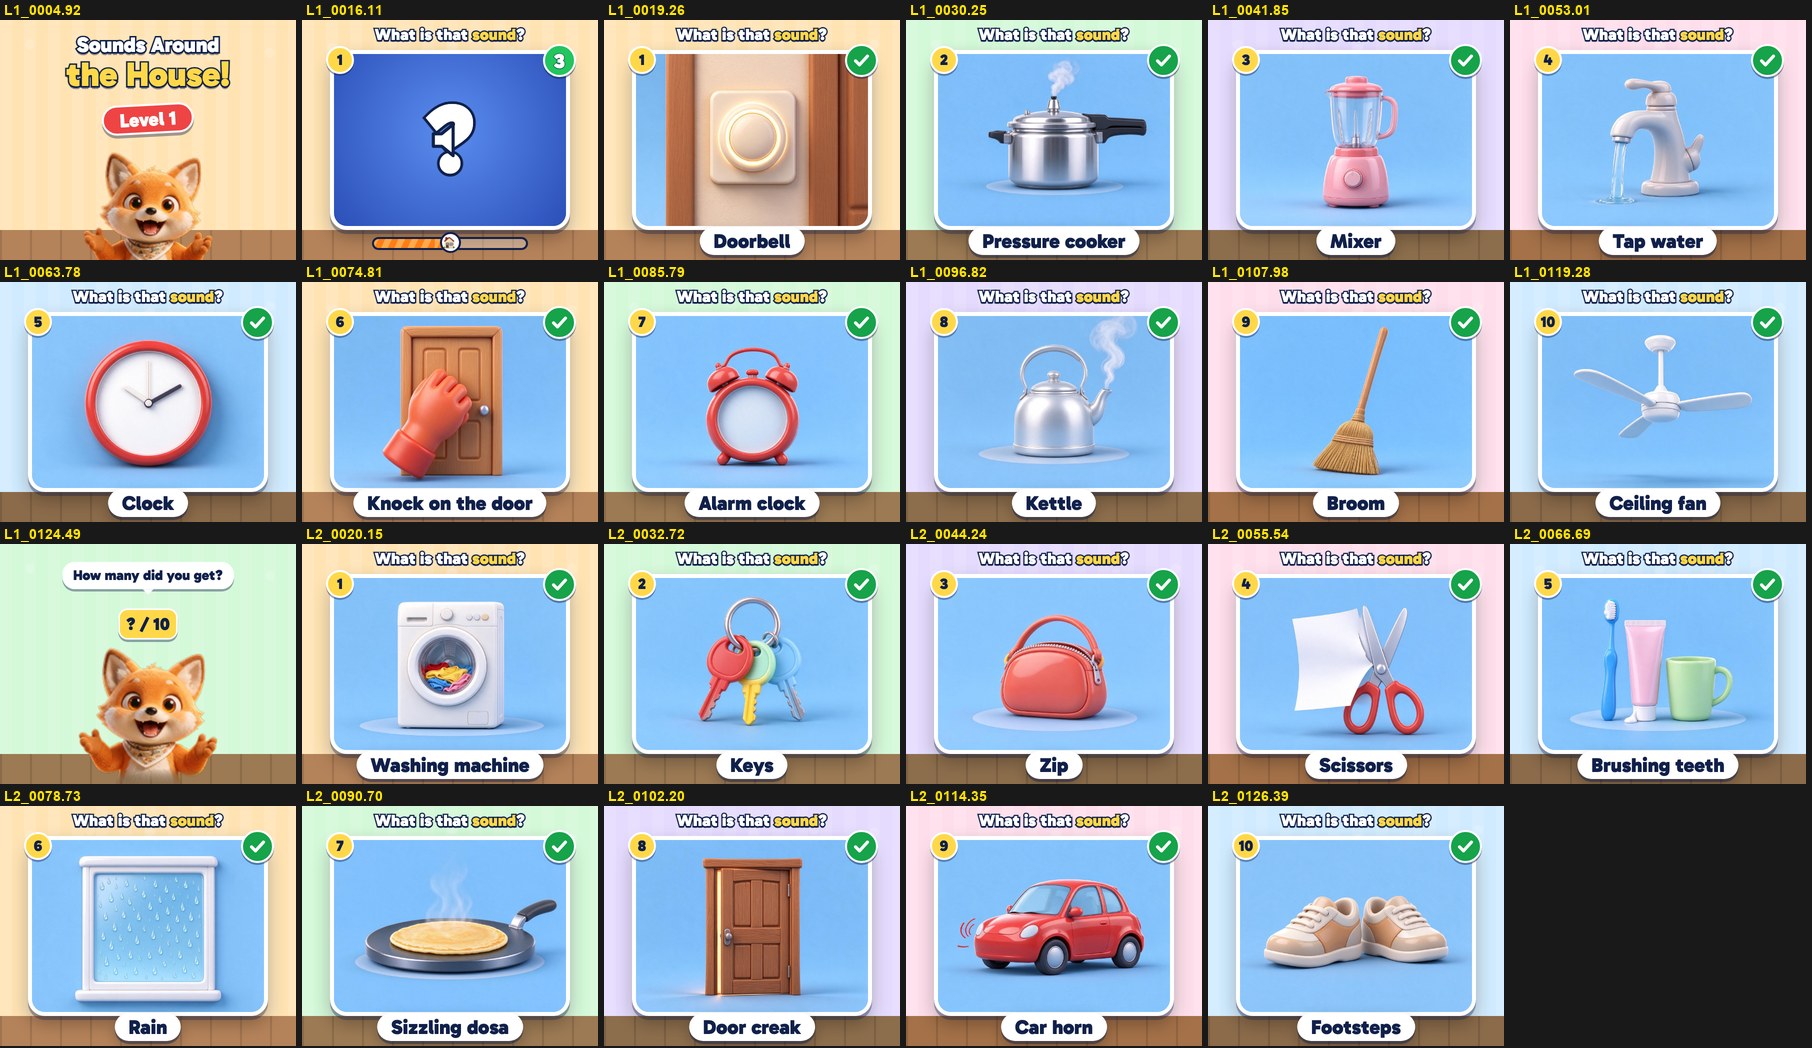 L1_0004.92
Sounds Around
the House!
Level 1
L1_0016.11
What is that sound?
1
3
?
L1_0019.26
What is that sound?
1
Doorbell
L1_0030.25
What is that sound?
2
Pressure cooker
L1_0041.85
What is that sound?
3
Mixer
L1_0053.01
What is that sound?
4
Tap water
L1_0063.78
What is that sound?
5
Clock
L1_0074.81
What is that sound?
6
Knock on the door
L1_0085.79
What is that sound?
7
Alarm clock
L1_0096.82
What is that sound?
8
Kettle
L1_0107.98
What is that sound?
9
Broom
L1_0119.28
What is that sound?
10
Ceiling fan
L1_0124.49
How many did you get?
? / 10
L2_0020.15
What is that sound?
1
Washing machine
L2_0032.72
What is that sound?
2
Keys
L2_0044.24
What is that sound?
3
Zip
L2_0055.54
What is that sound?
4
Scissors
L2_0066.69
What is that sound?
5
Brushing teeth
L2_0078.73
What is that sound?
6
Rain
L2_0090.70
What is that sound?
7
Sizzling dosa
L2_0102.20
What is that sound?
8
Door creak
L2_0114.35
What is that sound?
9
Car horn
L2_0126.39
What is that sound?
10
Footsteps